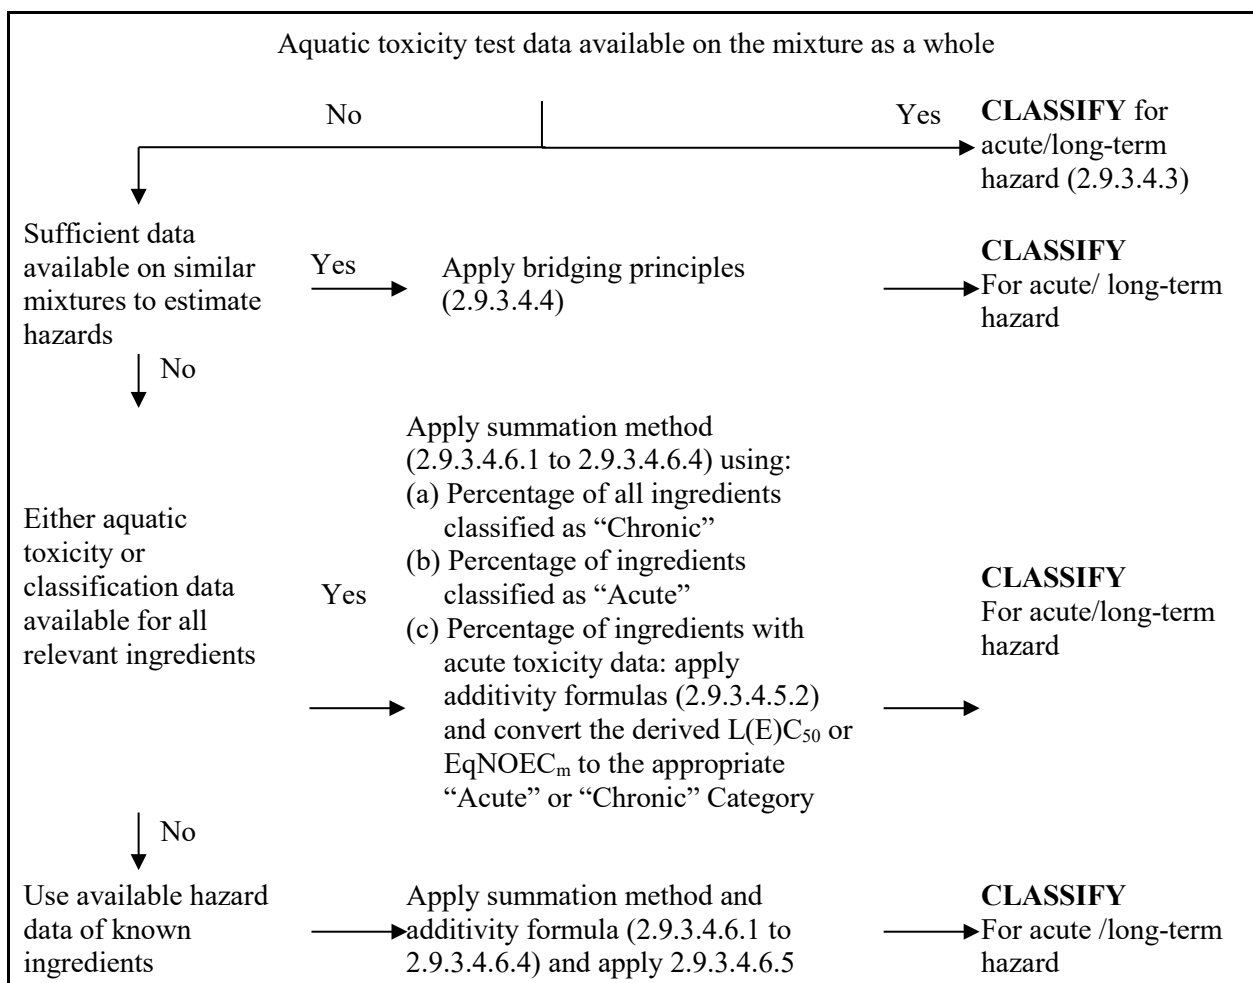 Aquatic toxicity test data available on the mixture as a whole
No
Yes
CLASSIFY for
acute/long-term
hazard (2.9.3.4.3)
Sufficient data
available on similar
mixtures to estimate
hazards
Yes
Apply bridging principles
(2.9.3.4.4)
CLASSIFY
For acute/ long-term
hazard
No
Either aquatic
toxicity or
classification data
available for all
relevant ingredients
Yes
Apply summation method
(2.9.3.4.6.1 to 2.9.3.4.6.4) using:
(a) Percentage of all ingredients
classified as “Chronic”
(b) Percentage of ingredients
classified as “Acute”
(c) Percentage of ingredients with
acute toxicity data: apply
additivity formulas (2.9.3.4.5.2)
and convert the derived L(E)C₅₀ or
EqNOECₘ to the appropriate
“Acute” or “Chronic” Category
CLASSIFY
For acute/long-term
hazard
No
Use available hazard
data of known
ingredients
Apply summation method and
additivity formula (2.9.3.4.6.1 to
2.9.3.4.6.4) and apply 2.9.3.4.6.5
CLASSIFY
For acute /long-term
hazard